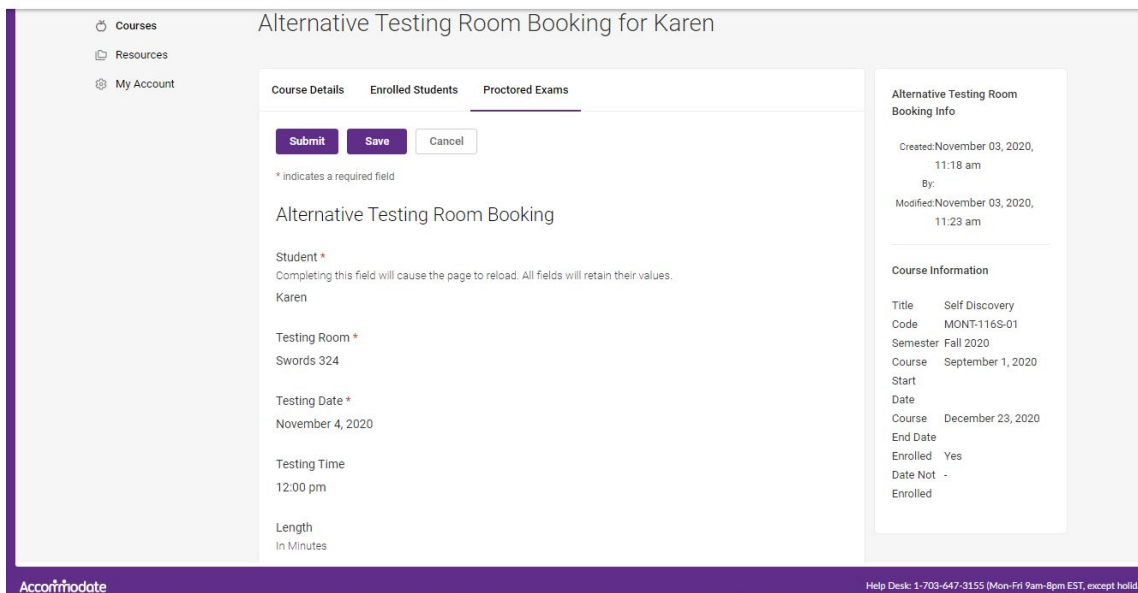 Courses
Resources
My Account
Alternative Testing Room Booking for Karen
Course Details Enrolled Students Proctored Exams
Submit Save Cancel
* indicates a required field
Alternative Testing Room Booking
Student *
Completing this field will cause the page to reload. All fields will retain their values.
Karen
Testing Room *
Swords 324
Testing Date *
November 4, 2020
Testing Time
12:00 pm
Length
In Minutes
Alternative Testing Room
Booking Info
Created:November 03, 2020,
11:18 am
By:
Modified:November 03, 2020,
11:23 am
Course Information
Title Self Discovery
Code MONT-116S-01
Semester Fall 2020
Course September 1, 2020
Start
Date
Course December 23, 2020
End Date
Enrolled Yes
Date Not -
Enrolled
Accommodate
Help Desk: 1-703-647-3155 (Mon-Fri 9am-8pm EST, except holid